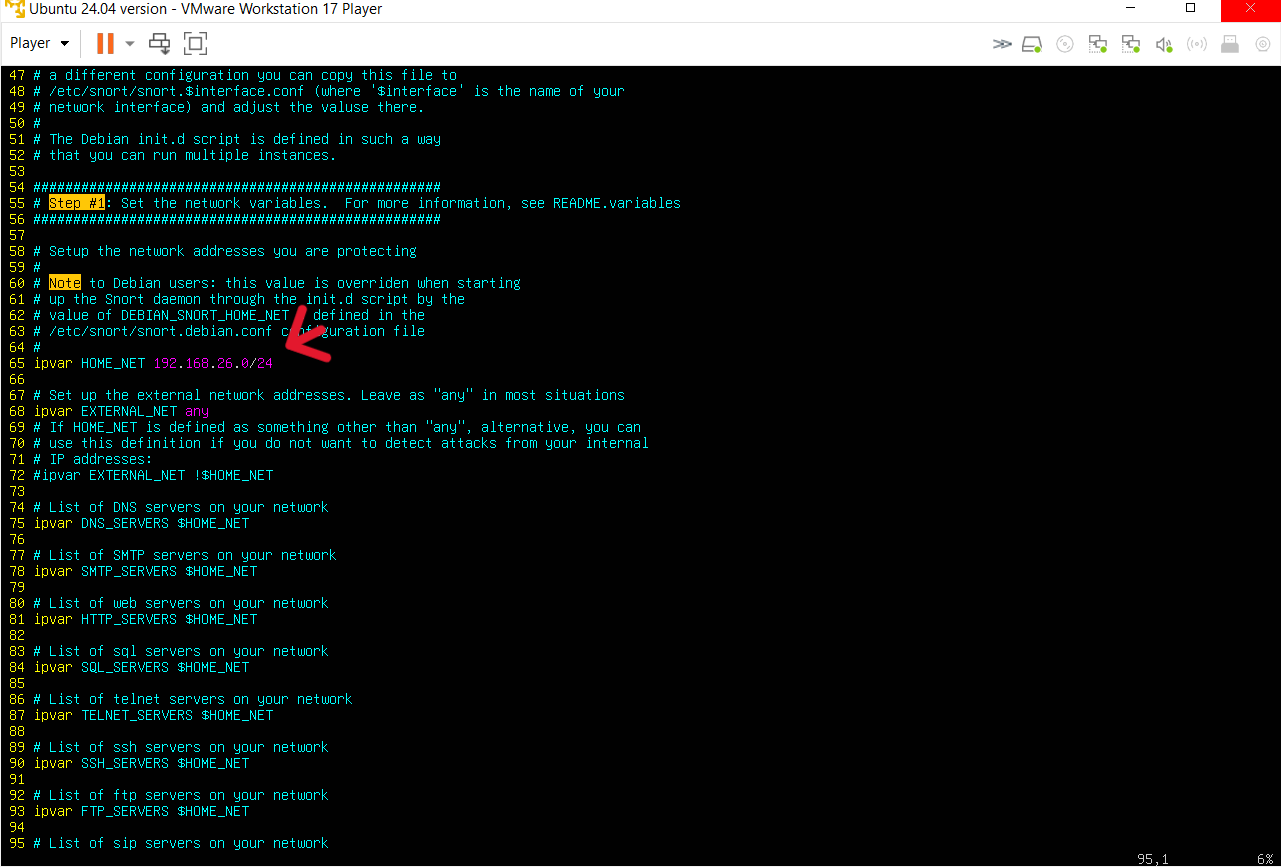 Ubuntu 24.04 version - VMware Workstation 17 Player
Player
47 # a different configuration you can copy this file to
48 # /etc/snort/snort.$interface.conf (where '$interface' is the name of your
49 # network interface) and adjust the valuse there.
50 #
51 # The Debian init.d script is defined in such a way
52 # that you can run multiple instances.
53
54 ###################################################
55 # Step #1: Set the network variables.  For more information, see README.variables
56 ###################################################
57
58 # Setup the network addresses you are protecting
59 #
60 # Note to Debian users: this value is overriden when starting
61 # up the Snort daemon through the init.d script by the
62 # value of DEBIAN_SNORT_HOME_NET defined in the
63 # /etc/snort/snort.debian.conf configuration file
64 #
65 ipvar HOME_NET 192.168.26.0/24
66
67 # Set up the external network addresses. Leave as "any" in most situations
68 ipvar EXTERNAL_NET any
69 # If HOME_NET is defined as something other than "any", alternative, you can
70 # use this definition if you do not want to detect attacks from your internal
71 # IP addresses:
72 #ipvar EXTERNAL_NET !$HOME_NET
73
74 # List of DNS servers on your network
75 ipvar DNS_SERVERS $HOME_NET
76
77 # List of SMTP servers on your network
78 ipvar SMTP_SERVERS $HOME_NET
79
80 # List of web servers on your network
81 ipvar HTTP_SERVERS $HOME_NET
82
83 # List of sql servers on your network
84 ipvar SQL_SERVERS $HOME_NET
85
86 # List of telnet servers on your network
87 ipvar TELNET_SERVERS $HOME_NET
88
89 # List of ssh servers on your network
90 ipvar SSH_SERVERS $HOME_NET
91
92 # List of ftp servers on your network
93 ipvar FTP_SERVERS $HOME_NET
94
95 # List of sip servers on your network
95,1 6%